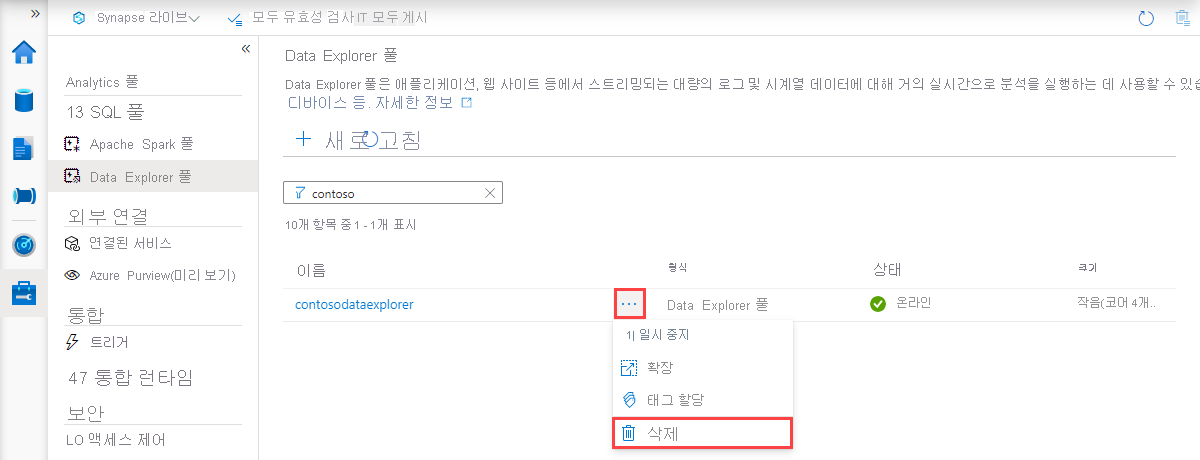 Synapse 라이브
모두 유효성 검사 IT 모두 게시
Analytics 풀
13 SQL 풀
Apache Spark 풀
Data Explorer 풀
외부 연결
연결된 서비스
Azure Purview(미리 보기)
통합
트리거
47 통합 런타임
보안
LO 액세스 제어
Data Explorer 풀
Data Explorer 풀은 애플리케이션, 웹 사이트 등에서 스트리밍되는 대량의 로그 및 시계열 데이터에 대해 거의 실시간으로 분석을 실행하는 데 사용할 수 있습
디바이스 등. 자세한 정보
새로 고침
contoso
10개 항목 중 1 - 1개 표시
이름 형식 상태 크기
contosodataexplorer ... Data Explorer 풀 온라인 작음(코어 4개..
1| 일시 중지
확장
태그 할당
삭제